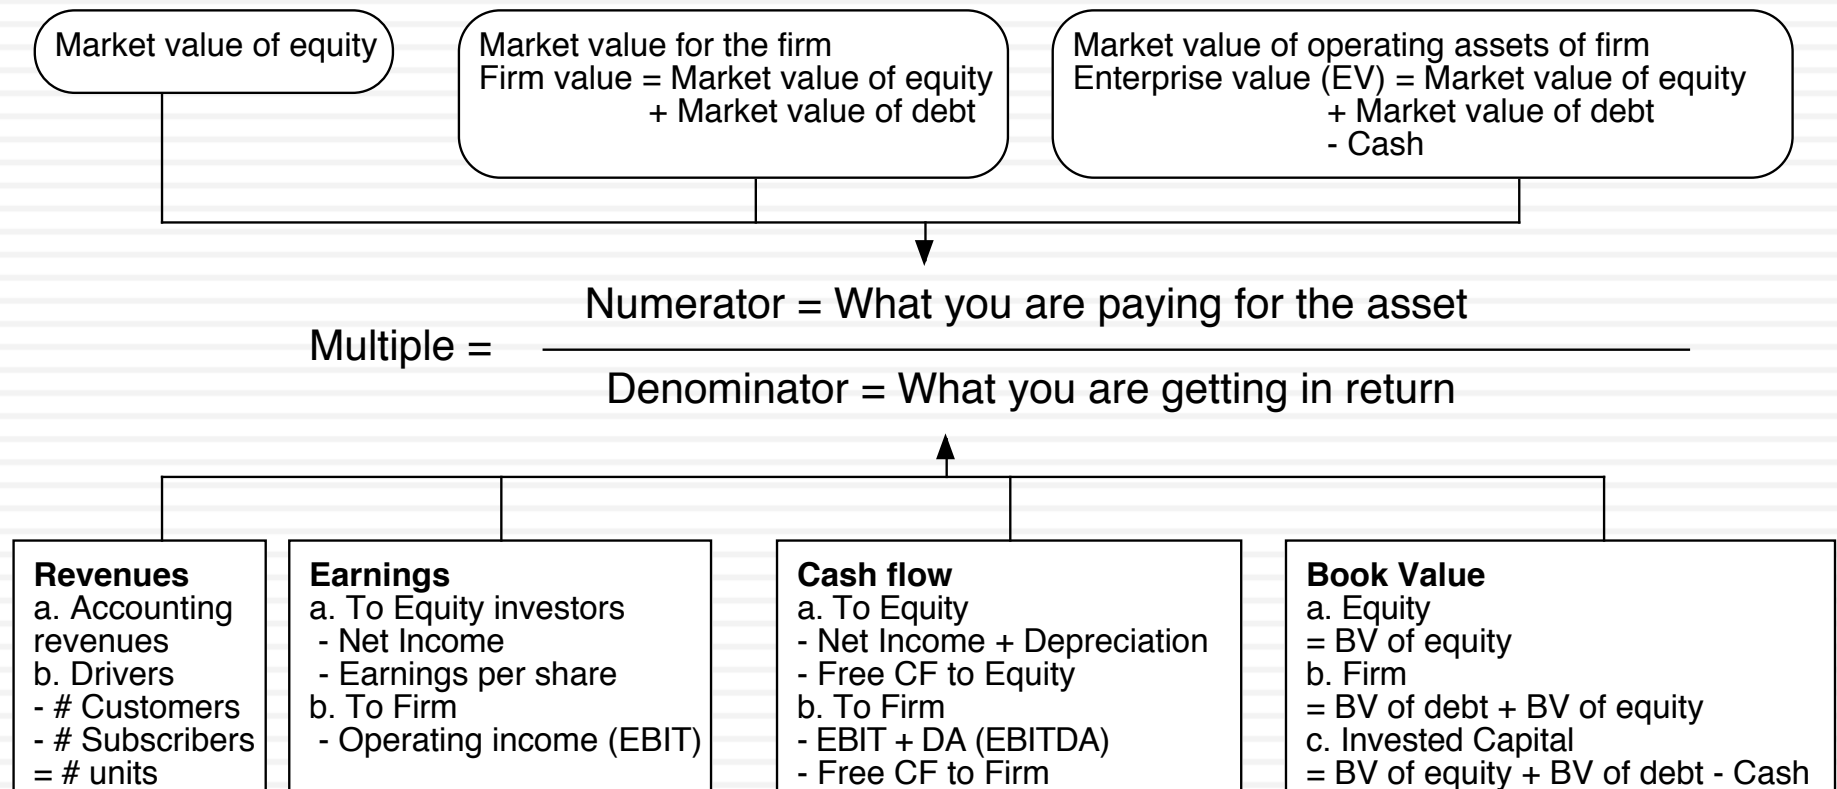 Market value of equity
Market value for the firm
Firm value = Market value of equity
+ Market value of debt
Market value of operating assets of firm
Enterprise value (EV) = Market value of equity
+ Market value of debt
- Cash
Numerator = What you are paying for the asset
Multiple =
Denominator = What you are getting in return
Revenues
a. Accounting
revenues
b. Drivers
- # Customers
- # Subscribers
= # units
Earnings
a. To Equity investors
- Net Income
- Earnings per share
b. To Firm
- Operating income (EBIT)
Cash flow
a. To Equity
- Net Income + Depreciation
- Free CF to Equity
b. To Firm
- EBIT + DA (EBITDA)
- Free CF to Firm
Book Value
a. Equity
= BV of equity
b. Firm
= BV of debt + BV of equity
c. Invested Capital
= BV of equity + BV of debt - Cash